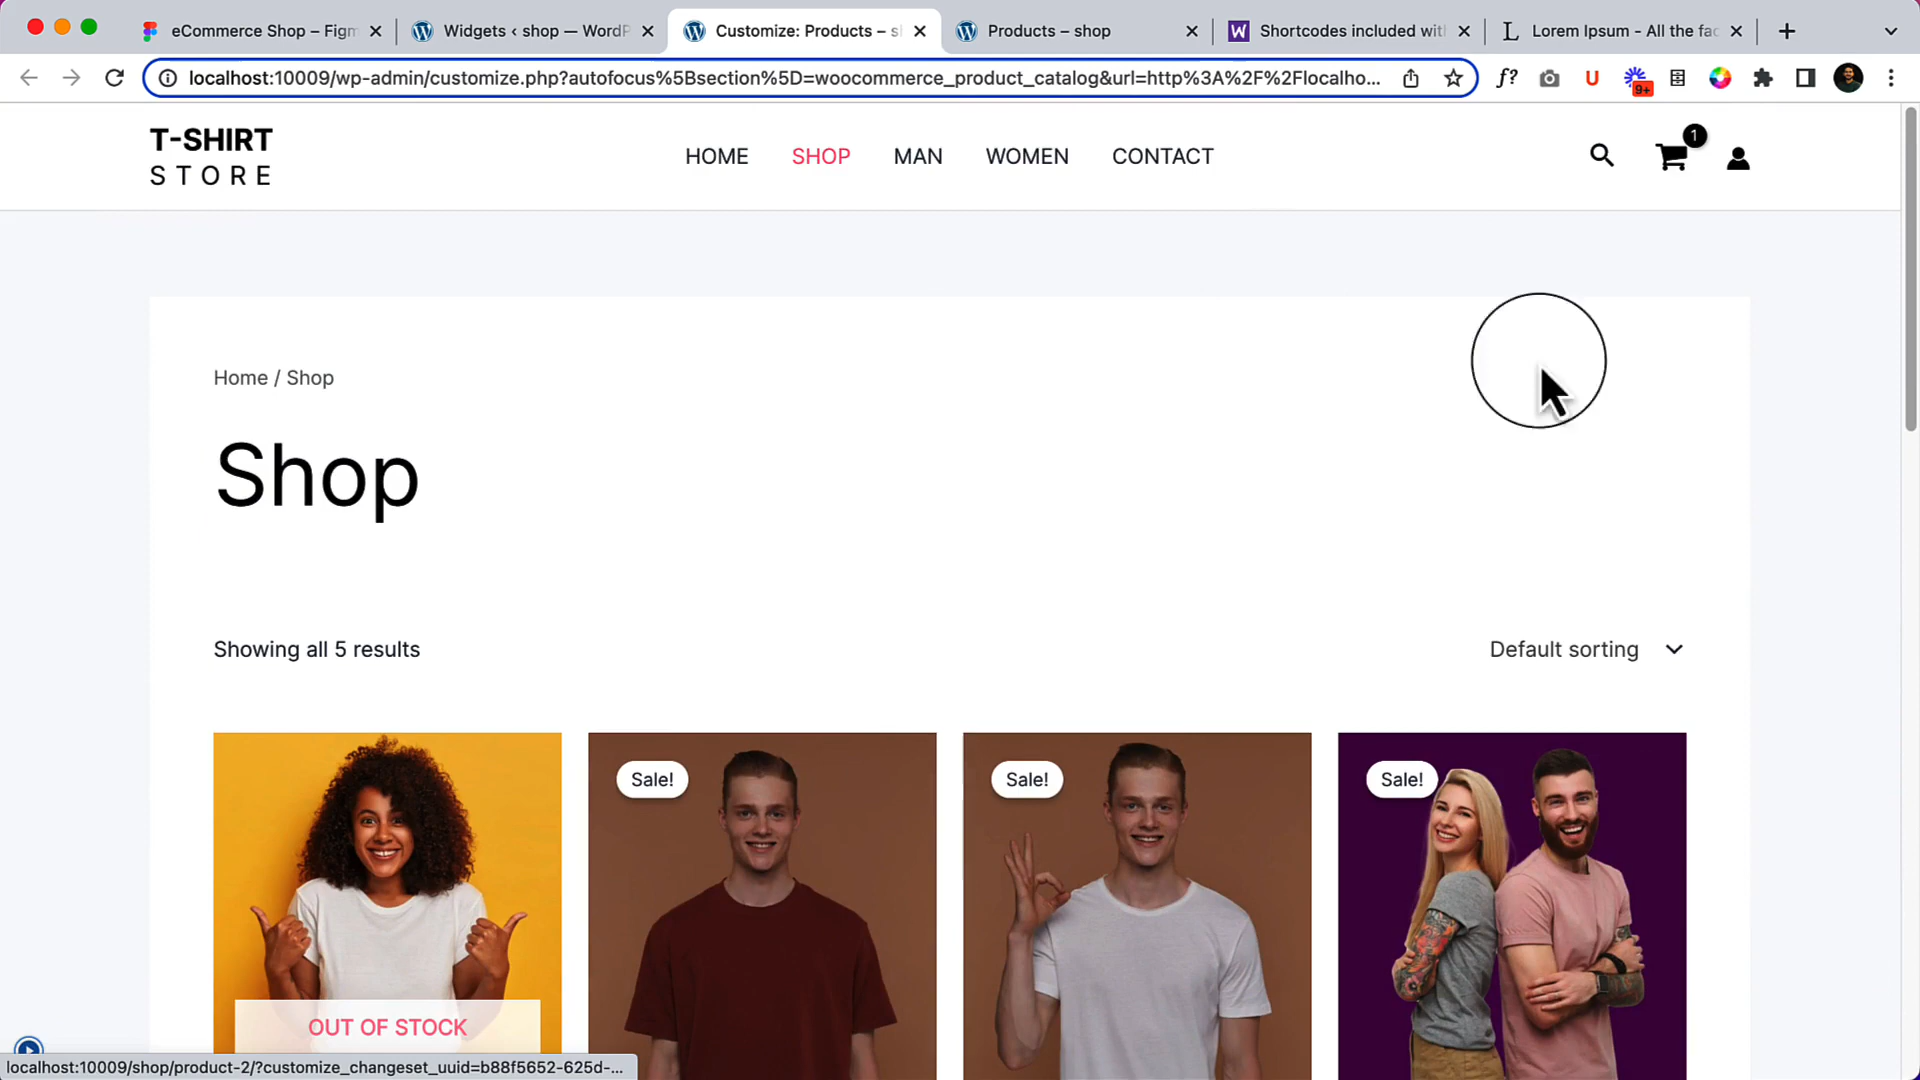 eCommerce Shop – Figm
Widgets ‹ shop — WordP
Customize: Products – s
Products – shop
Shortcodes included wit
Lorem Ipsum - All the fac
localhost:10009/wp-admin/customize.php?autofocus%5Bsection%5D=woocommerce_product_catalog&url=http%3A%2F%2Flocalho...
f?
U
9+
T-SHIRT
STORE
HOME
SHOP
MAN
WOMEN
CONTACT
1
Home / Shop
Shop
Showing all 5 results
Default sorting
Sale!
Sale!
Sale!
OUT OF STOCK
localhost:10009/shop/product-2/?customize_changeset_uuid=b88f5652-625d-...